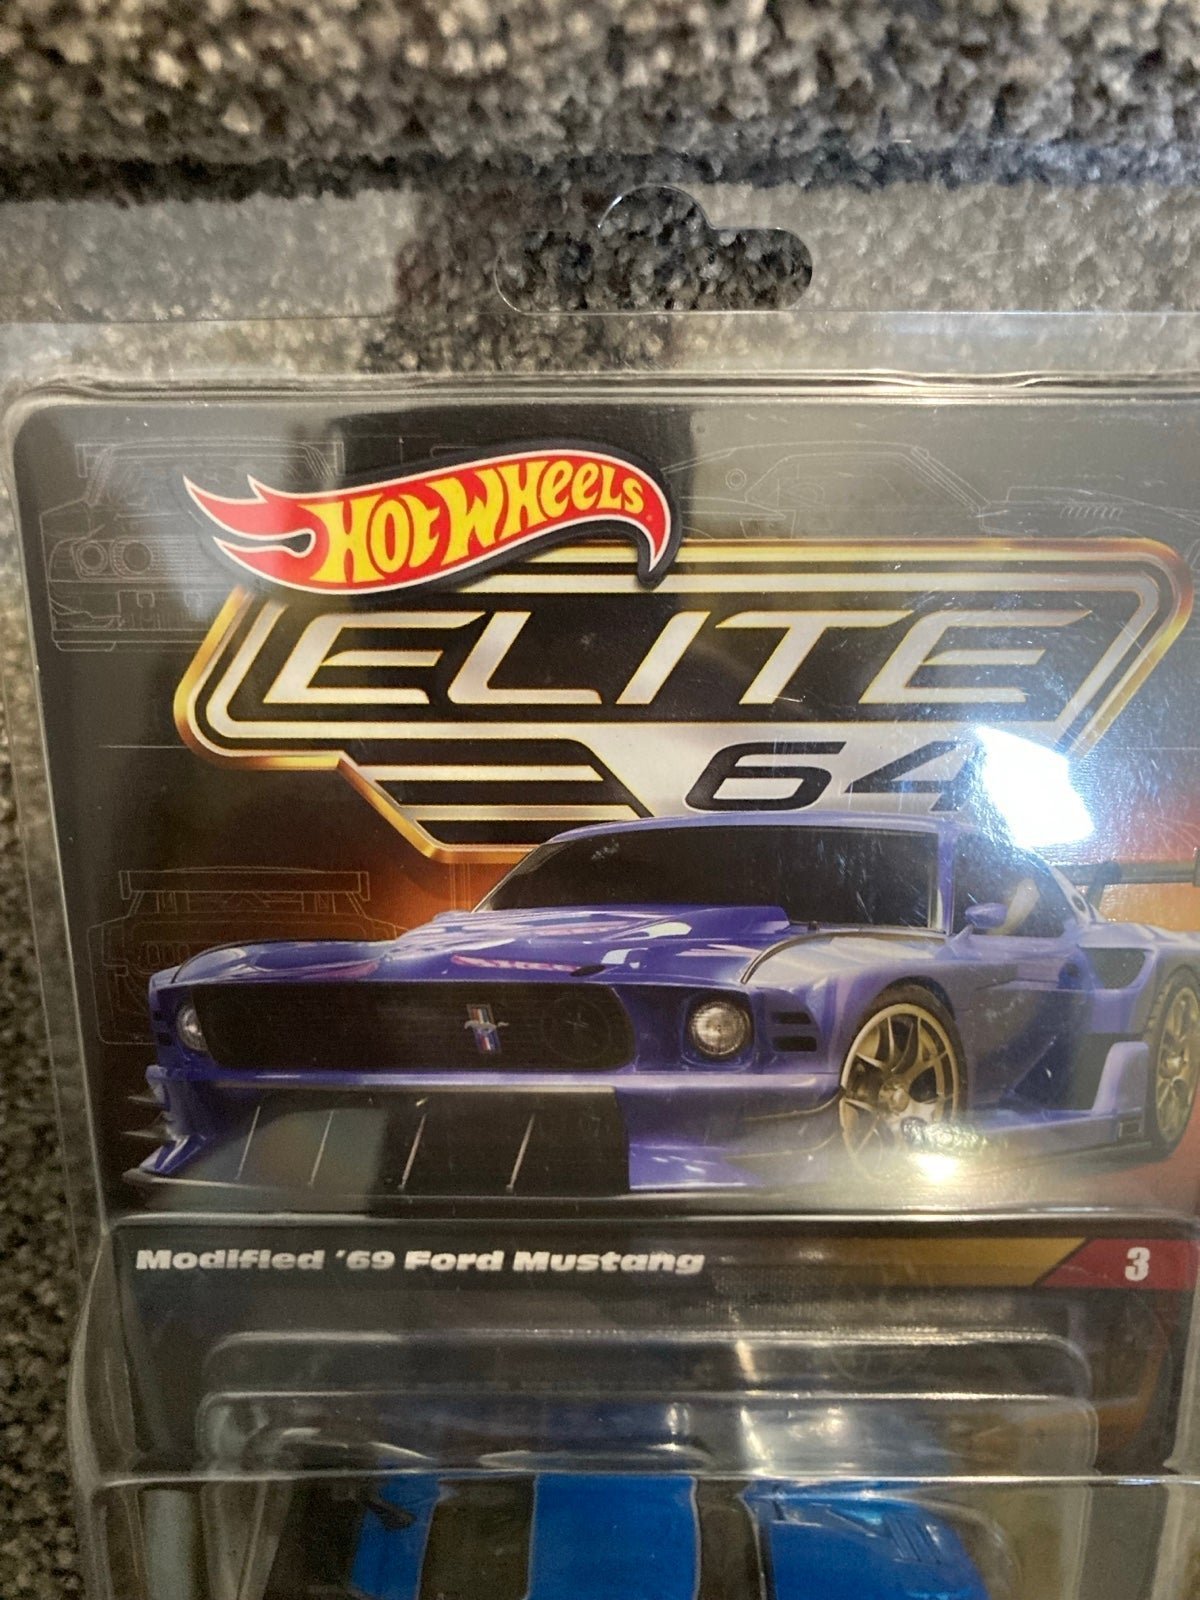 HOT WHEELS
ELITE
64
Modified '69 Ford Mustang
3